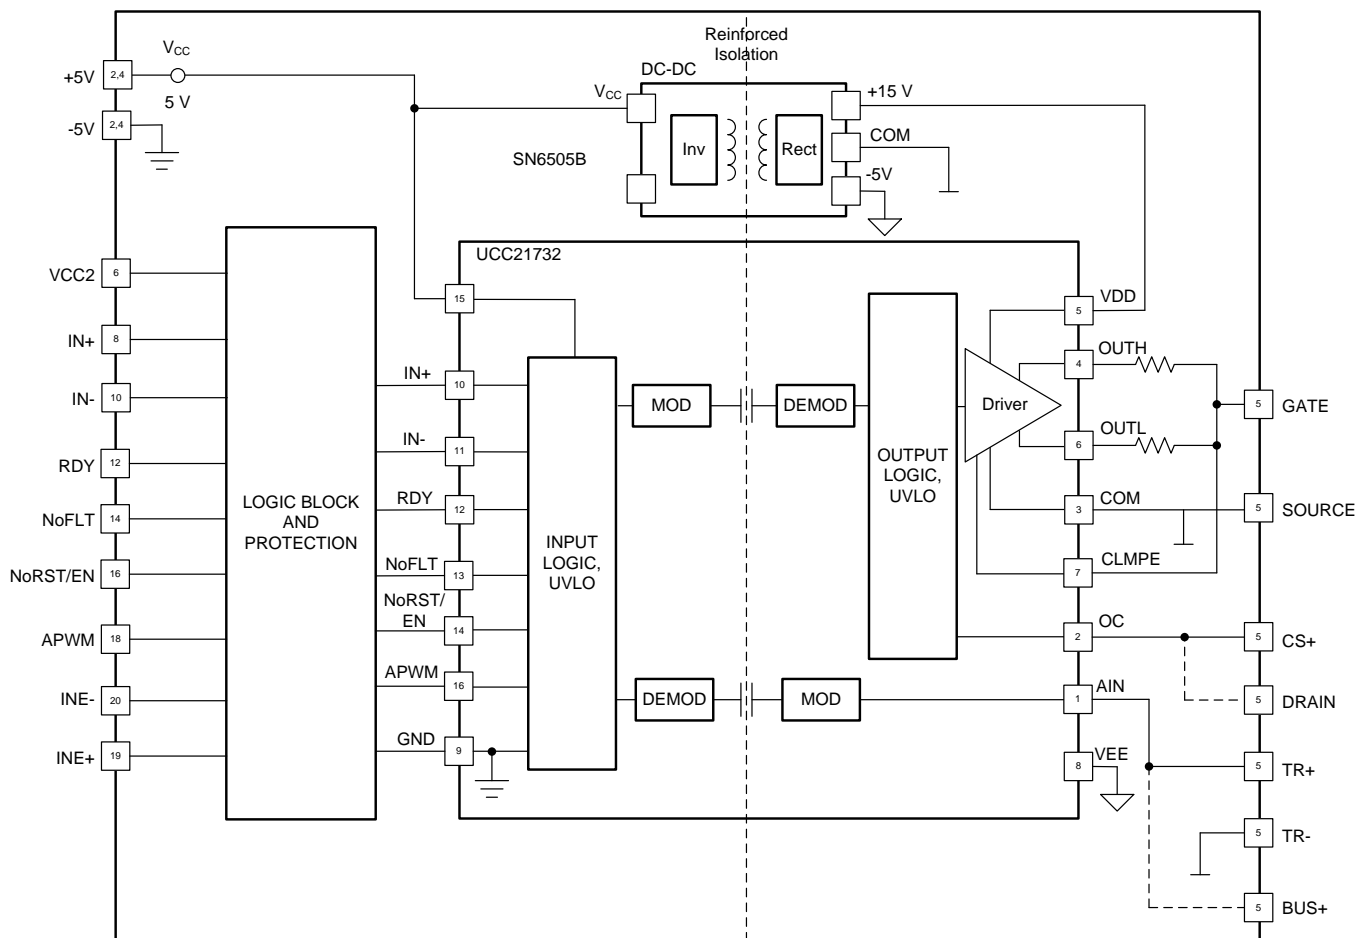 Reinforced
Isolation
V_CC
+5V
2,4
5 V
-5V
2,4
DC-DC
V_CC
+15 V
COM
-5V
Inv
Rect
SN6505B
UCC21732
VCC2
6
IN+
8
IN-
10
RDY
12
NoFLT
14
NoRST/EN
16
APWM
18
INE-
20
INE+
19
LOGIC BLOCK
AND
PROTECTION
15
IN+
10
IN-
11
RDY
12
NoFLT
13
NoRST/
EN
14
APWM
16
GND
9
INPUT
LOGIC,
UVLO
MOD
DEMOD
DEMOD
MOD
OUTPUT
LOGIC,
UVLO
Driver
VDD
5
OUTH
4
OUTL
6
COM
3
CLMPE
7
OC
2
AIN
1
VEE
8
5
GATE
5
SOURCE
5
CS+
5
DRAIN
5
TR+
5
TR-
5
BUS+